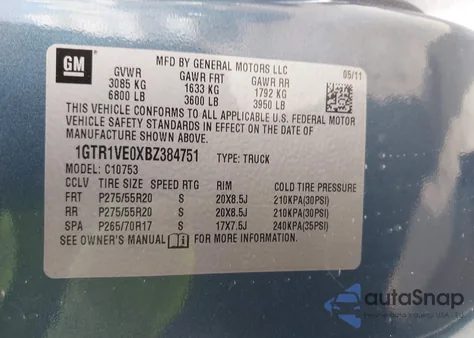 GM
MFD BY GENERAL MOTORS LLC
GVWR GAWR FRT GAWR RR 05/11
3085 KG 1633 KG 1792 KG
6800 LB 3600 LB 3950 LB
THIS VEHICLE CONFORMS TO ALL APPLICABLE U.S. FEDERAL MOTOR
VEHICLE SAFETY STANDARDS IN EFFECT ON THE DATE OF
MANUFACTURE SHOWN ABOVE.
1GTR1VE0XBZ384751 TYPE: TRUCK
MODEL: C10753
CCLV TIRE SIZE SPEED RTG RIM COLD TIRE PRESSURE
FRT P275/55R20 S 20X8.5J 210KPA(30PSI)
RR P275/55R20 S 20X8.5J 210KPA(30PSI)
SPA P265/70R17 S 17X7.5J 240KPA(35PSI)
SEE OWNER'S MANUAL FOR MORE INFORMATION.
autaSnap